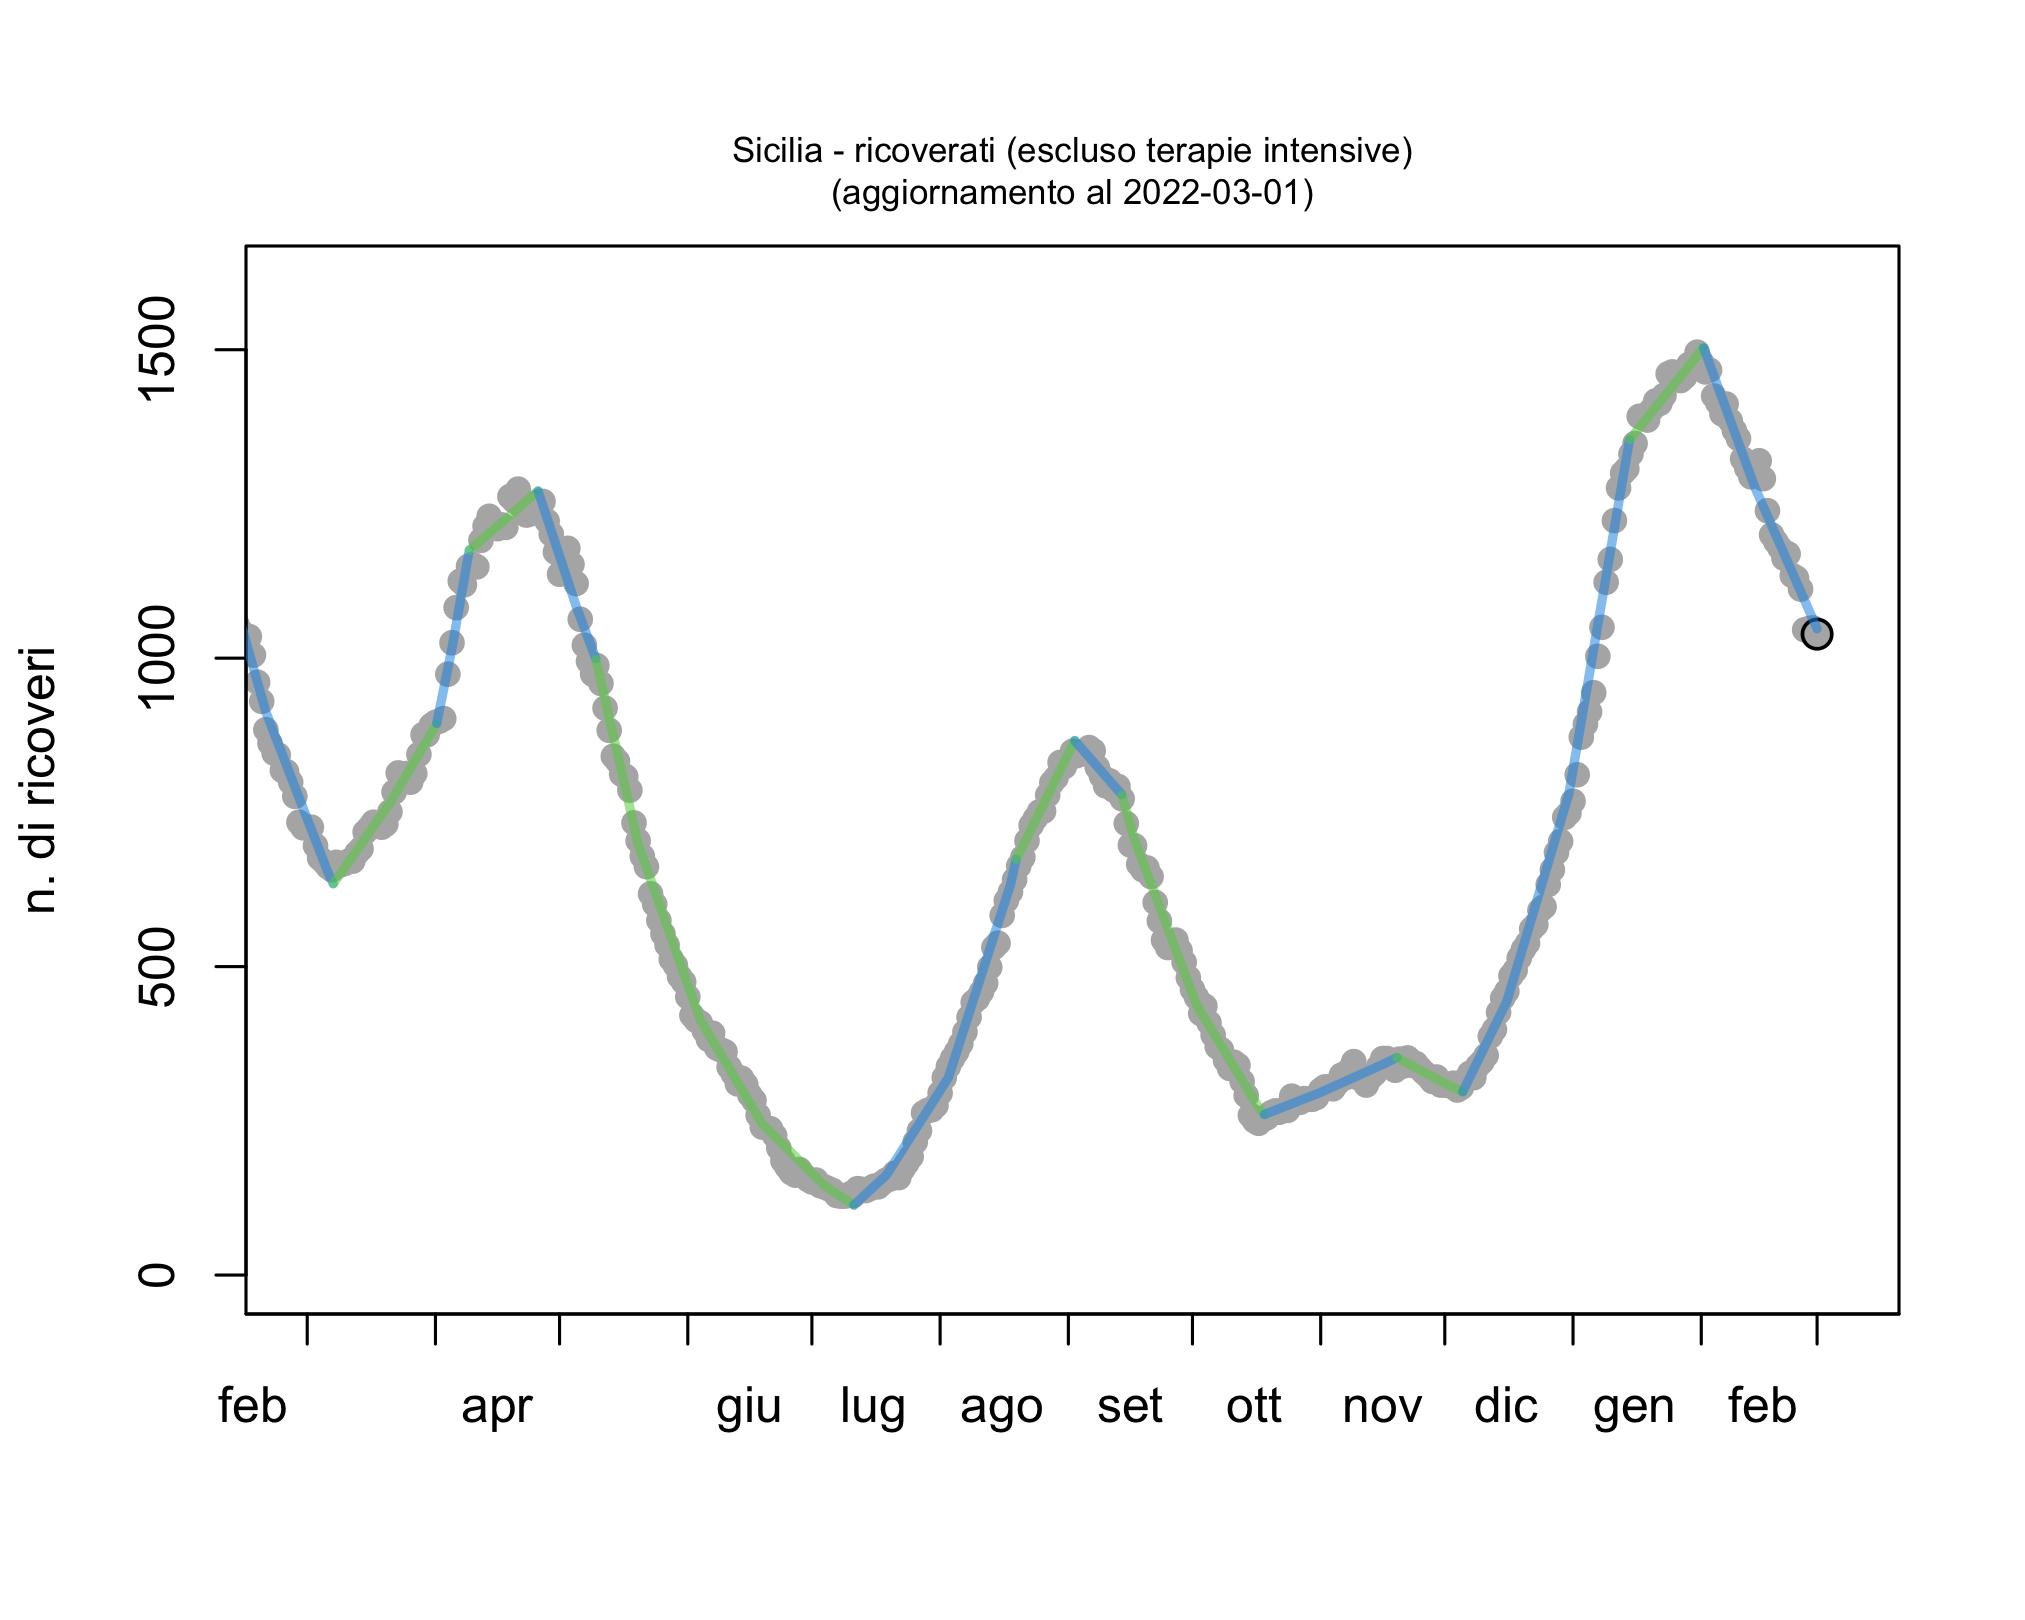 Sicilia - ricoverati (escluso terapie intensive)
(aggiornamento al 2022-03-01)
n. di ricoveri
1500
1000
500
0
feb apr giu lug ago set ott nov dic gen feb